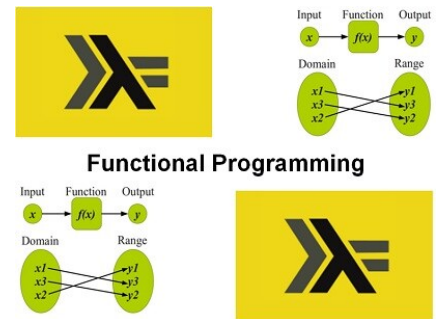 Input Function Output
x f(x) y
Domain Range
x1 y1
x3 y3
x2 y2
Functional Programming
Input Function Output
x f(x) y
Domain Range
x1 y1
x3 y3
x2 y2